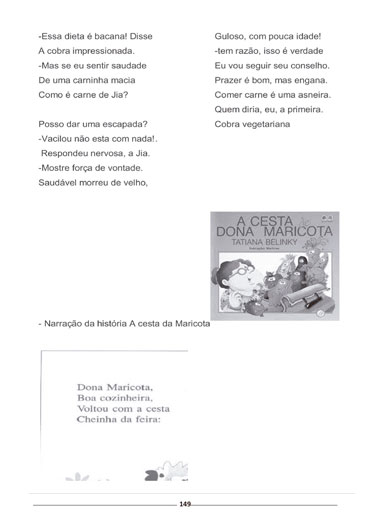 -Essa dieta é bacana! Disse
A cobra impressionada.
-Mas se eu sentir saudade
De uma carninha macia
Como é carne de Jia?
Posso dar uma escapada?
-Vacilou não esta com nada!.
Respondeu nervosa, a Jia.
-Mostre força de vontade.
Saudável morreu de velho,
Guloso, com pouca idade!
-tem razão, isso é verdade
Eu vou seguir seu conselho.
Prazer é bom, mas engana.
Comer carne é uma asneira.
Quem diria, eu, a primeira.
Cobra vegetariana
A CESTA
DONA MARICOTA
TATIANA BELINKY
- Narração da história A cesta da Maricota
Dona Maricota,
Boa cozinheira,
Voltou com a cesta
Cheinha da feira:
149